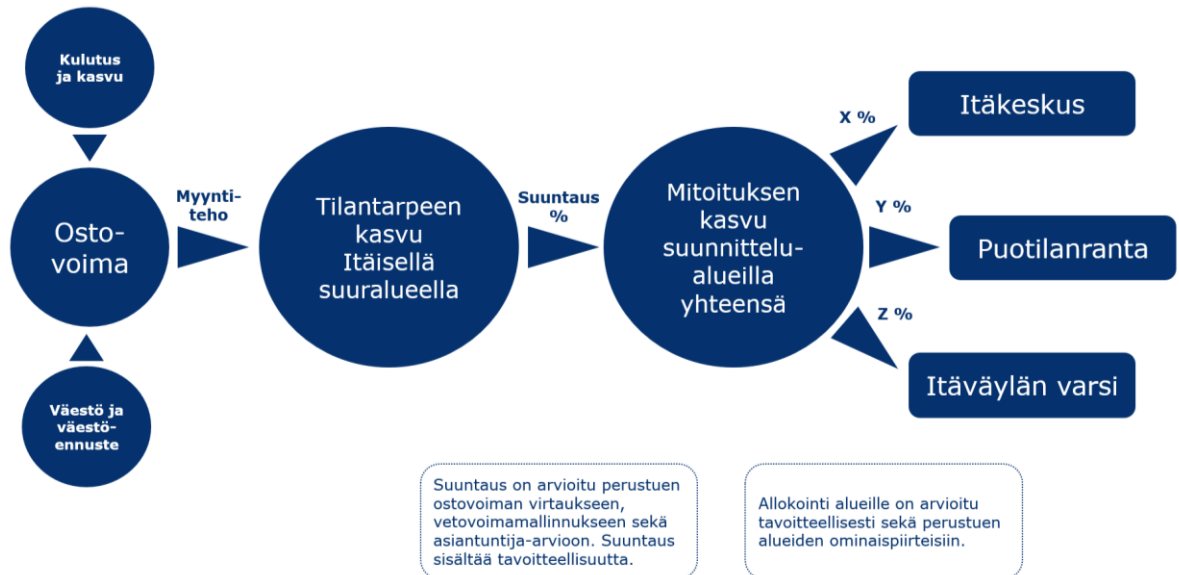 Kulutus
ja kasvu
Osto-
voima
Väestö ja
väestö-
ennuste
Myynti-
teho
Tilantarpeen
kasvu
Itäisellä
suuralueella
Suuntaus
%
Mitoituksen
kasvu
suunnittelu-
alueilla
yhteensä
X %
Itäkeskus
Y %
Puotilanranta
Z %
Itäväylän varsi
Suuntaus on arvioitu perustuen
ostovoiman virtaukseen,
vetovoimamallinnukseen sekä
asiantuntija-arvioon. Suuntaus
sisältää tavoitteellisuutta.
Allokointi alueille on arvioitu
tavoitteellisesti sekä perustuen
alueiden ominaispiirteisiin.